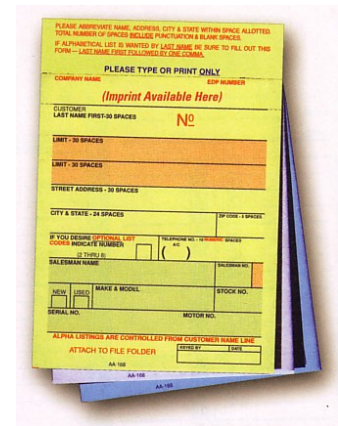 PLEASE ABBREVIATE NAME, ADDRESS, CITY & STATE WITHIN SPACE ALLOTTED.
TOTAL NUMBER OF SPACES INCLUDE PUNCTUATION & BLANK SPACES.
IF ALPHABETICAL LIST IS WANTED BY LAST NAME BE SURE TO FILL OUT THIS
FORM — LAST NAME FIRST FOLLOWED BY ONE COMMA.
PLEASE TYPE OR PRINT ONLY
COMPANY NAME EDP NUMBER
(Imprint Available Here)
CUSTOMER
LAST NAME FIRST-30 SPACES
Nº
LIMIT - 30 SPACES
LIMIT - 30 SPACES
STREET ADDRESS - 30 SPACES
CITY & STATE - 24 SPACES
ZIP CODE - 5 SPACES
IF YOU DESIRE OPTIONAL LIST
CODES INDICATE NUMBER
(2 THRU 8)
TELEPHONE NO. - 10 NUMERIC SPACES
A/C
( )
SALESMAN NAME
SALESMAN NO.
NEW USED MAKE & MODEL
STOCK NO.
SERIAL NO. MOTOR NO.
ALPHA LISTINGS ARE CONTROLLED FROM CUSTOMER NAME LINE
ATTACH TO FILE FOLDER
KEYED BY DATE
AA-168
AA-168
AA-168